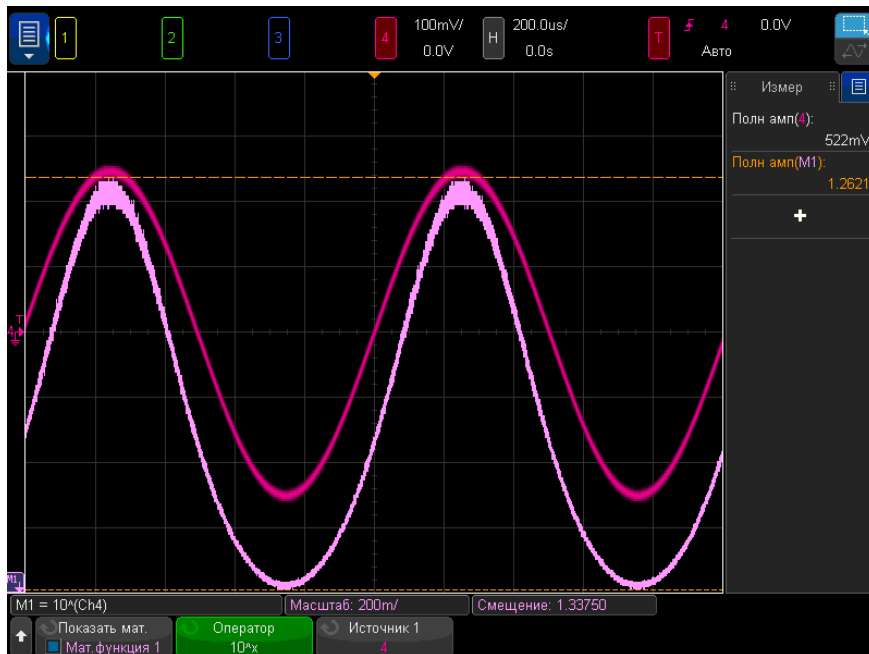 1 2 3 4 100mV/ 0.0V H 200.0us/ 0.0s T 4 0.0V Авто
Измер
Полн амп(4):
522mV
Полн амп(M1):
1.2621
+
T
4
M1
M1 = 10^(Ch4)
Масштаб: 200m/
Смещение: 1.33750
Показать мат.
Мат.функция 1
Оператор
10^x
Источник 1
4